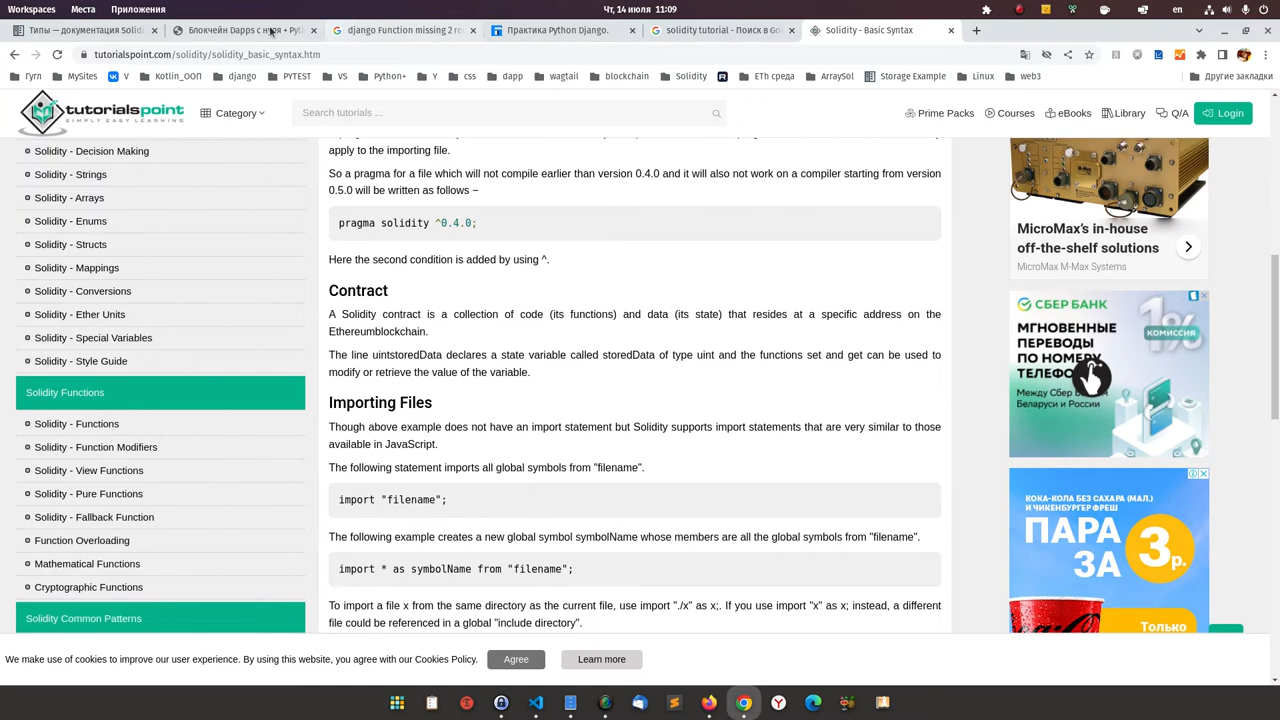 Workspaces Места Приложения Чт, 14 июля 11:09 en
Типы — документация Solidi
Блокчейн Dapps с нуля • Pyt
django Function missing 2 re
Практика Python Django.
solidity tutorial - Поиск в Go
Solidity - Basic Syntax
tutorialspoint.com/solidity/solidity_basic_syntax.htm
Гугл MySites V Kotlin_ООП django PYTEST VS Python+ Y css dapp wagtail blockchain Solidity ETh среда ArraySol Storage Example Linux web3 Другие закладки
tutorialspoint
SIMPLY EASY LEARNING
Category
Search tutorials ...
Prime Packs Courses eBooks Library Q/A Login
Solidity - Decision Making
Solidity - Strings
Solidity - Arrays
Solidity - Enums
Solidity - Structs
Solidity - Mappings
Solidity - Conversions
Solidity - Ether Units
Solidity - Special Variables
Solidity - Style Guide
Solidity Functions
Solidity - Functions
Solidity - Function Modifiers
Solidity - View Functions
Solidity - Pure Functions
Solidity - Fallback Function
Function Overloading
Mathematical Functions
Cryptographic Functions
Solidity Common Patterns
apply to the importing file.
So a pragma for a file which will not compile earlier than version 0.4.0 and it will also not work on a compiler starting from version
0.5.0 will be written as follows −
pragma solidity ^0.4.0;
Here the second condition is added by using ^.
Contract
A Solidity contract is a collection of code (its functions) and data (its state) that resides at a specific address on the
Ethereumblockchain.
The line uintstoredData declares a state variable called storedData of type uint and the functions set and get can be used to
modify or retrieve the value of the variable.
Importing Files
Though above example does not have an import statement but Solidity supports import statements that are very similar to those
available in JavaScript.
The following statement imports all global symbols from "filename".
import "filename";
The following example creates a new global symbol symbolName whose members are all the global symbols from "filename".
import * as symbolName from "filename";
To import a file x from the same directory as the current file, use import "./x" as x;. If you use import "x" as x; instead, a different
file could be referenced in a global "include directory".
MicroMax's in-house
off-the-shelf solutions
MicroMax M-Max Systems
СБЕР БАНК
1%
КОМИССИЯ
МГНОВЕННЫЕ
ПЕРЕВОДЫ
ПО НОМЕРУ
ТЕЛЕФО
Между Сбер Бан
Беларуси и России
КОКА-КОЛА БЕЗ САХАРА (МАЛ.)
И ЧИКЕНБУРГЕР ФРЕШ
ПАРА
ЗА
3р.
Только
We make use of cookies to improve our user experience. By using this website, you agree with our Cookies Policy. Agree Learn more